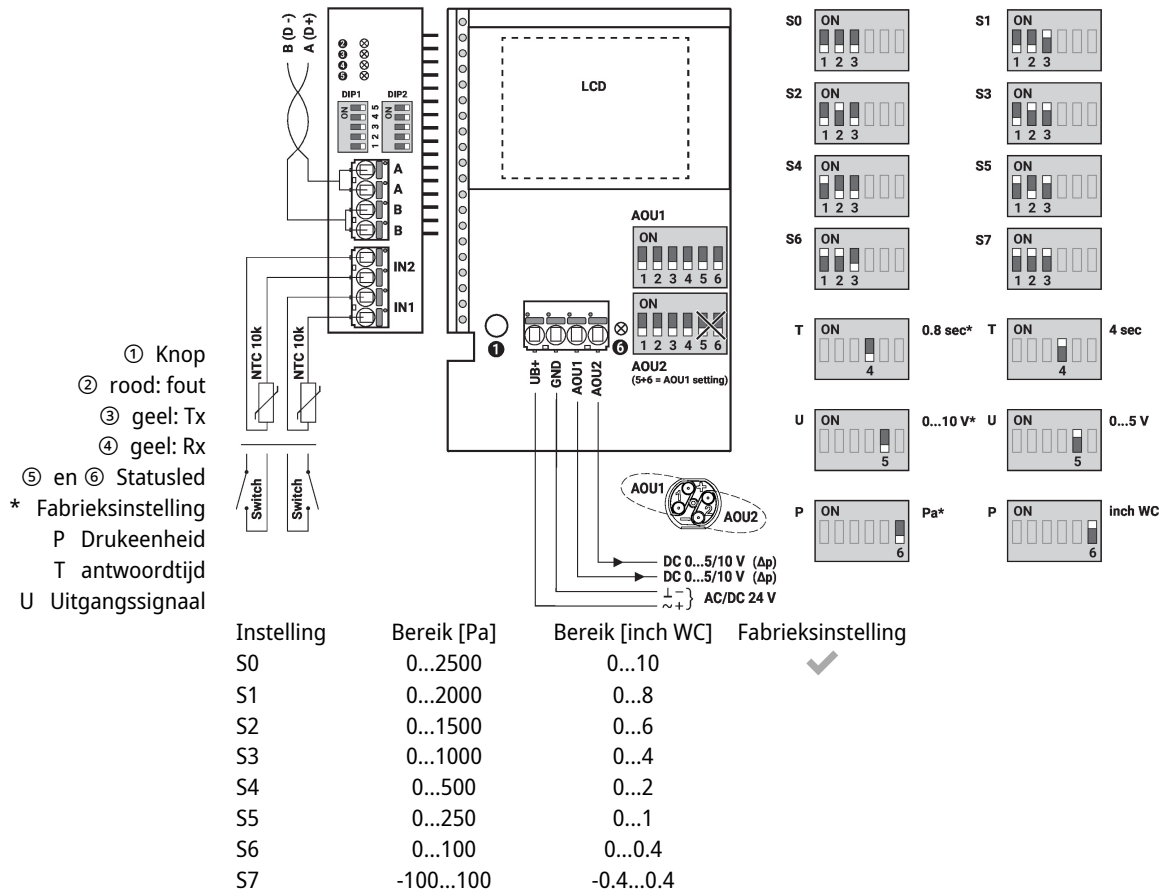 B (D -)
A (D+)
❷
❸
❹
❺
DIP1
DIP2
ON
ON
1 2 3 4 5
A
A
B
B
IN2
IN1
NTC 10k
NTC 10k
Switch
Switch
① Knop
② rood: fout
③ geel: Tx
④ geel: Rx
⑤ en ⑥ Statusled
* Fabrieksinstelling
P Drukeenheid
T antwoordtijd
U Uitgangssignaal
LCD
AOU1
ON
1 2 3 4 5 6
ON
1 2 3 4 5 6
AOU2
(5+6 = AOU1 setting)
❶
❻
UB+
GND
AOU1
AOU2
AOU1
+
1
2
−
AOU2
DC 0...5/10 V (Δp)
DC 0...5/10 V (Δp)
⊥ −
~ + } AC/DC 24 V
S0
ON
1 2 3
S1
ON
1 2 3
S2
ON
1 2 3
S3
ON
1 2 3
S4
ON
1 2 3
S5
ON
1 2 3
S6
ON
1 2 3
S7
ON
1 2 3
T
ON
4
0.8 sec*
T
ON
4
4 sec
U
ON
5
0...10 V*
U
ON
5
0...5 V
P
ON
6
Pa*
P
ON
6
inch WC
Instelling Bereik [Pa] Bereik [inch WC] Fabrieksinstelling
S0 0...2500 0...10 ✓
S1 0...2000 0...8
S2 0...1500 0...6
S3 0...1000 0...4
S4 0...500 0...2
S5 0...250 0...1
S6 0...100 0...0.4
S7 -100...100 -0.4...0.4